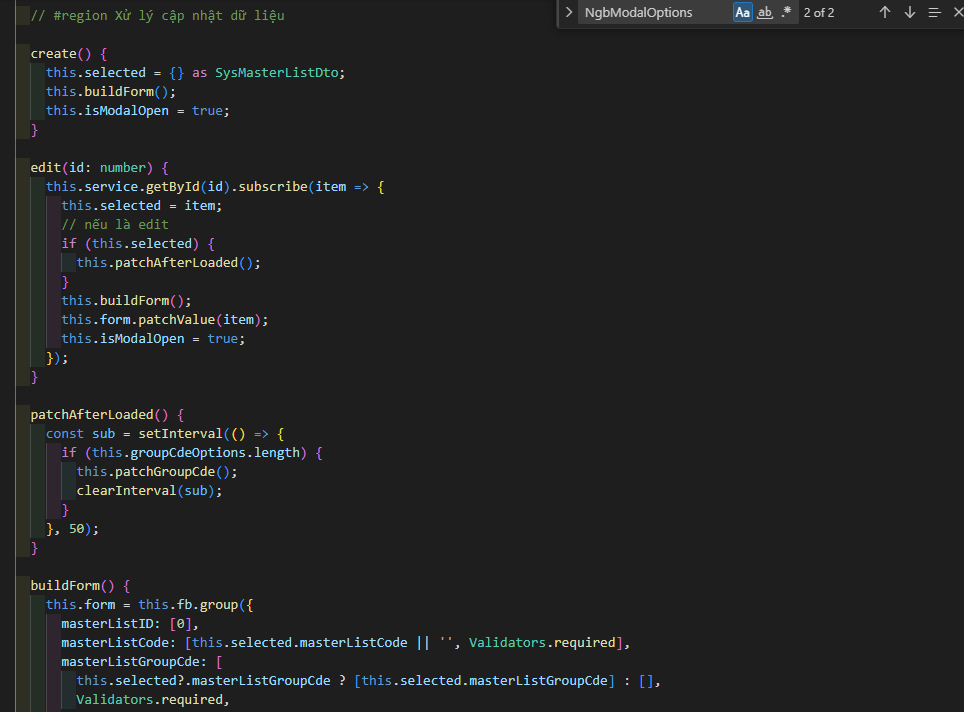 // #region Xử lý cập nhật dữ liệu
NgbModalOptions
Aa
ab
.*
2 of 2
create() {
this.selected = {} as SysMasterListDto;
this.buildForm();
this.isModalOpen = true;
}
edit(id: number) {
this.service.getById(id).subscribe(item => {
this.selected = item;
// nếu là edit
if (this.selected) {
this.patchAfterLoaded();
}
this.buildForm();
this.form.patchValue(item);
this.isModalOpen = true;
});
}
patchAfterLoaded() {
const sub = setInterval(() => {
if (this.groupCdeOptions.length) {
this.patchGroupCde();
clearInterval(sub);
}
}, 50);
}
buildForm() {
this.form = this.fb.group({
masterListID: [0],
masterListCode: [this.selected.masterListCode || '', Validators.required],
masterListGroupCde: [
this.selected?.masterListGroupCde ? [this.selected.masterListGroupCde] : [],
Validators.required,